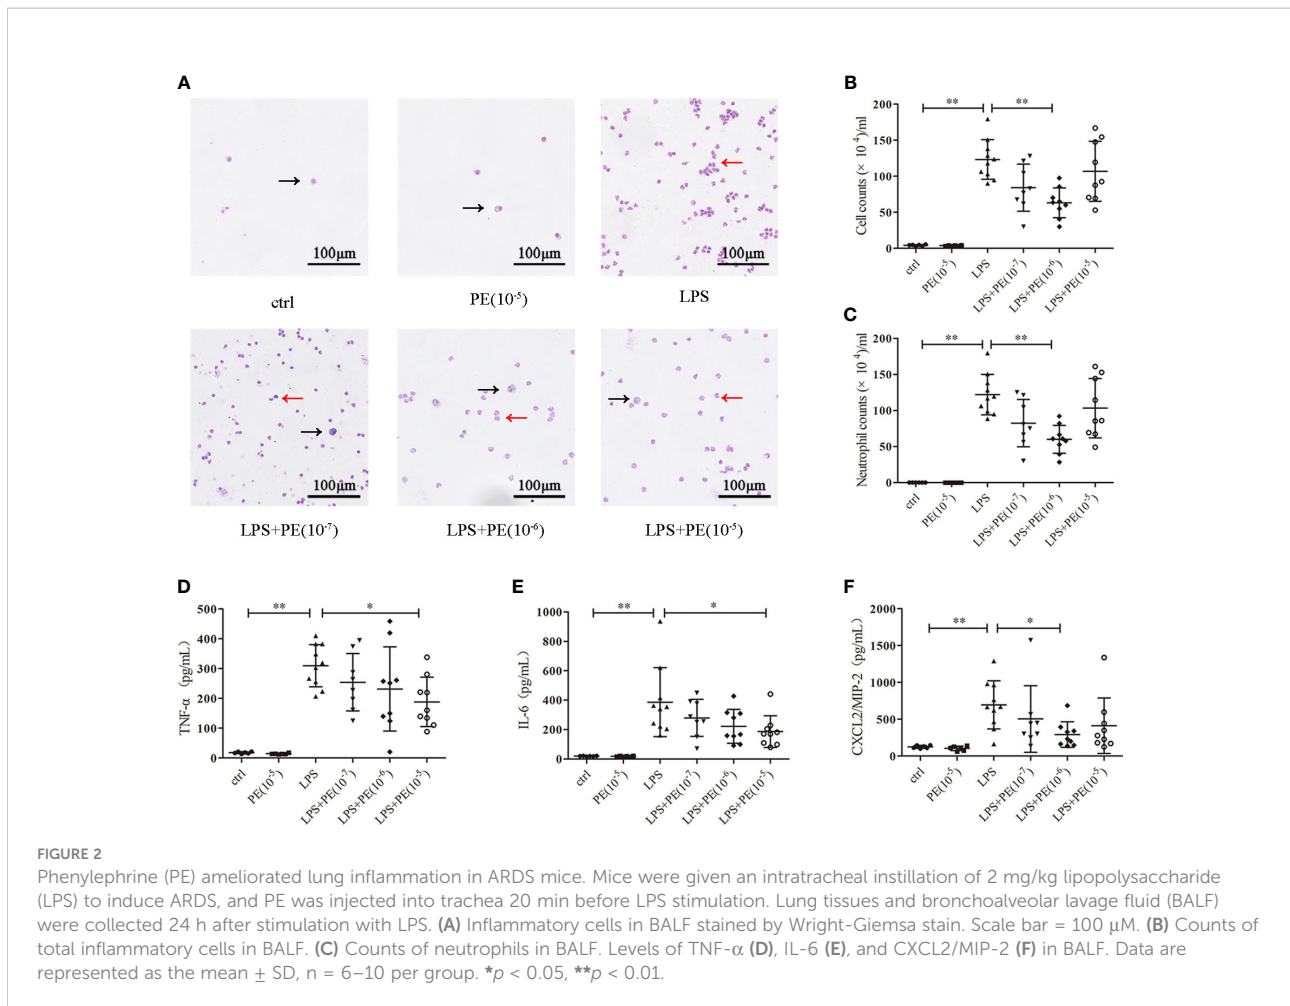 A
100µm
100µm
100µm
ctrl
PE(10⁻⁵)
LPS
100µm
100µm
100µm
LPS+PE(10⁻⁷)
LPS+PE(10⁻⁶)
LPS+PE(10⁻⁵)
B
Cell counts (× 10⁴)/ml
200
150
100
50
0
**
**
ctrl
PE(10⁻⁵)
LPS
LPS+PE(10⁻⁷)
LPS+PE(10⁻⁶)
LPS+PE(10⁻⁵)
C
Neutrophil counts (× 10⁴)/ml
200
150
100
50
0
**
**
ctrl
PE(10⁻⁵)
LPS
LPS+PE(10⁻⁷)
LPS+PE(10⁻⁶)
LPS+PE(10⁻⁵)
D
TNF-α (pg/mL)
500
400
300
200
100
0
**
*
ctrl
PE(10⁻⁵)
LPS
LPS+PE(10⁻⁷)
LPS+PE(10⁻⁶)
LPS+PE(10⁻⁵)
E
IL-6 (pg/mL)
1000
800
600
400
200
0
**
*
ctrl
PE(10⁻⁵)
LPS
LPS+PE(10⁻⁷)
LPS+PE(10⁻⁶)
LPS+PE(10⁻⁵)
F
CXCL2/MIP-2 (pg/mL)
2000
1500
1000
500
0
**
*
ctrl
PE(10⁻⁵)
LPS
LPS+PE(10⁻⁷)
LPS+PE(10⁻⁶)
LPS+PE(10⁻⁵)
FIGURE 2
Phenylephrine (PE) ameliorated lung inflammation in ARDS mice. Mice were given an intratracheal instillation of 2 mg/kg lipopolysaccharide
(LPS) to induce ARDS, and PE was injected into trachea 20 min before LPS stimulation. Lung tissues and bronchoalveolar lavage fluid (BALF)
were collected 24 h after stimulation with LPS. (A) Inflammatory cells in BALF stained by Wright-Giemsa stain. Scale bar = 100 µM. (B) Counts of
total inflammatory cells in BALF. (C) Counts of neutrophils in BALF. Levels of TNF-α (D), IL-6 (E), and CXCL2/MIP-2 (F) in BALF. Data are
represented as the mean ± SD, n = 6–10 per group. *p < 0.05, **p < 0.01.